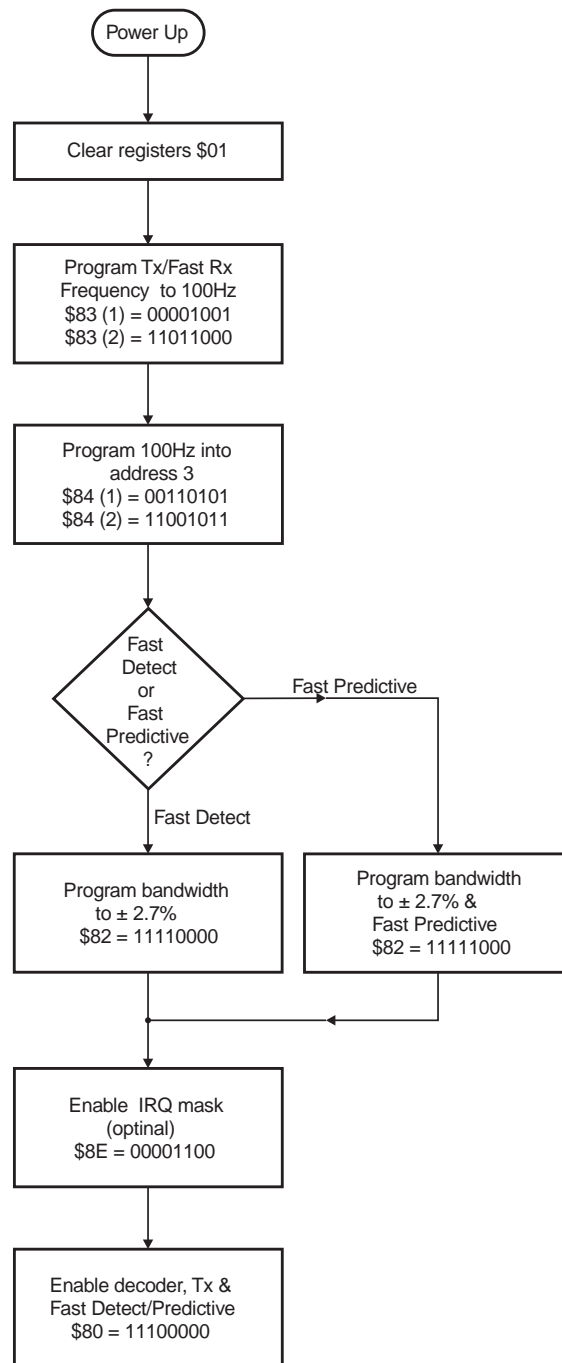 Power Up
Clear registers $01
Program Tx/Fast Rx
Frequency to 100Hz
$83 (1) = 00001001
$83 (2) = 11011000
Program 100Hz into
address 3
$84 (1) = 00110101
$84 (2) = 11001011
Fast
Detect
or
Fast
Predictive
?
Fast Predictive
Fast Detect
Program bandwidth
to ± 2.7%
$82 = 11110000
Program bandwidth
to ± 2.7% &
Fast Predictive
$82 = 11111000
Enable IRQ mask
(optinal)
$8E = 00001100
Enable decoder, Tx &
Fast Detect/Predictive
$80 = 11100000